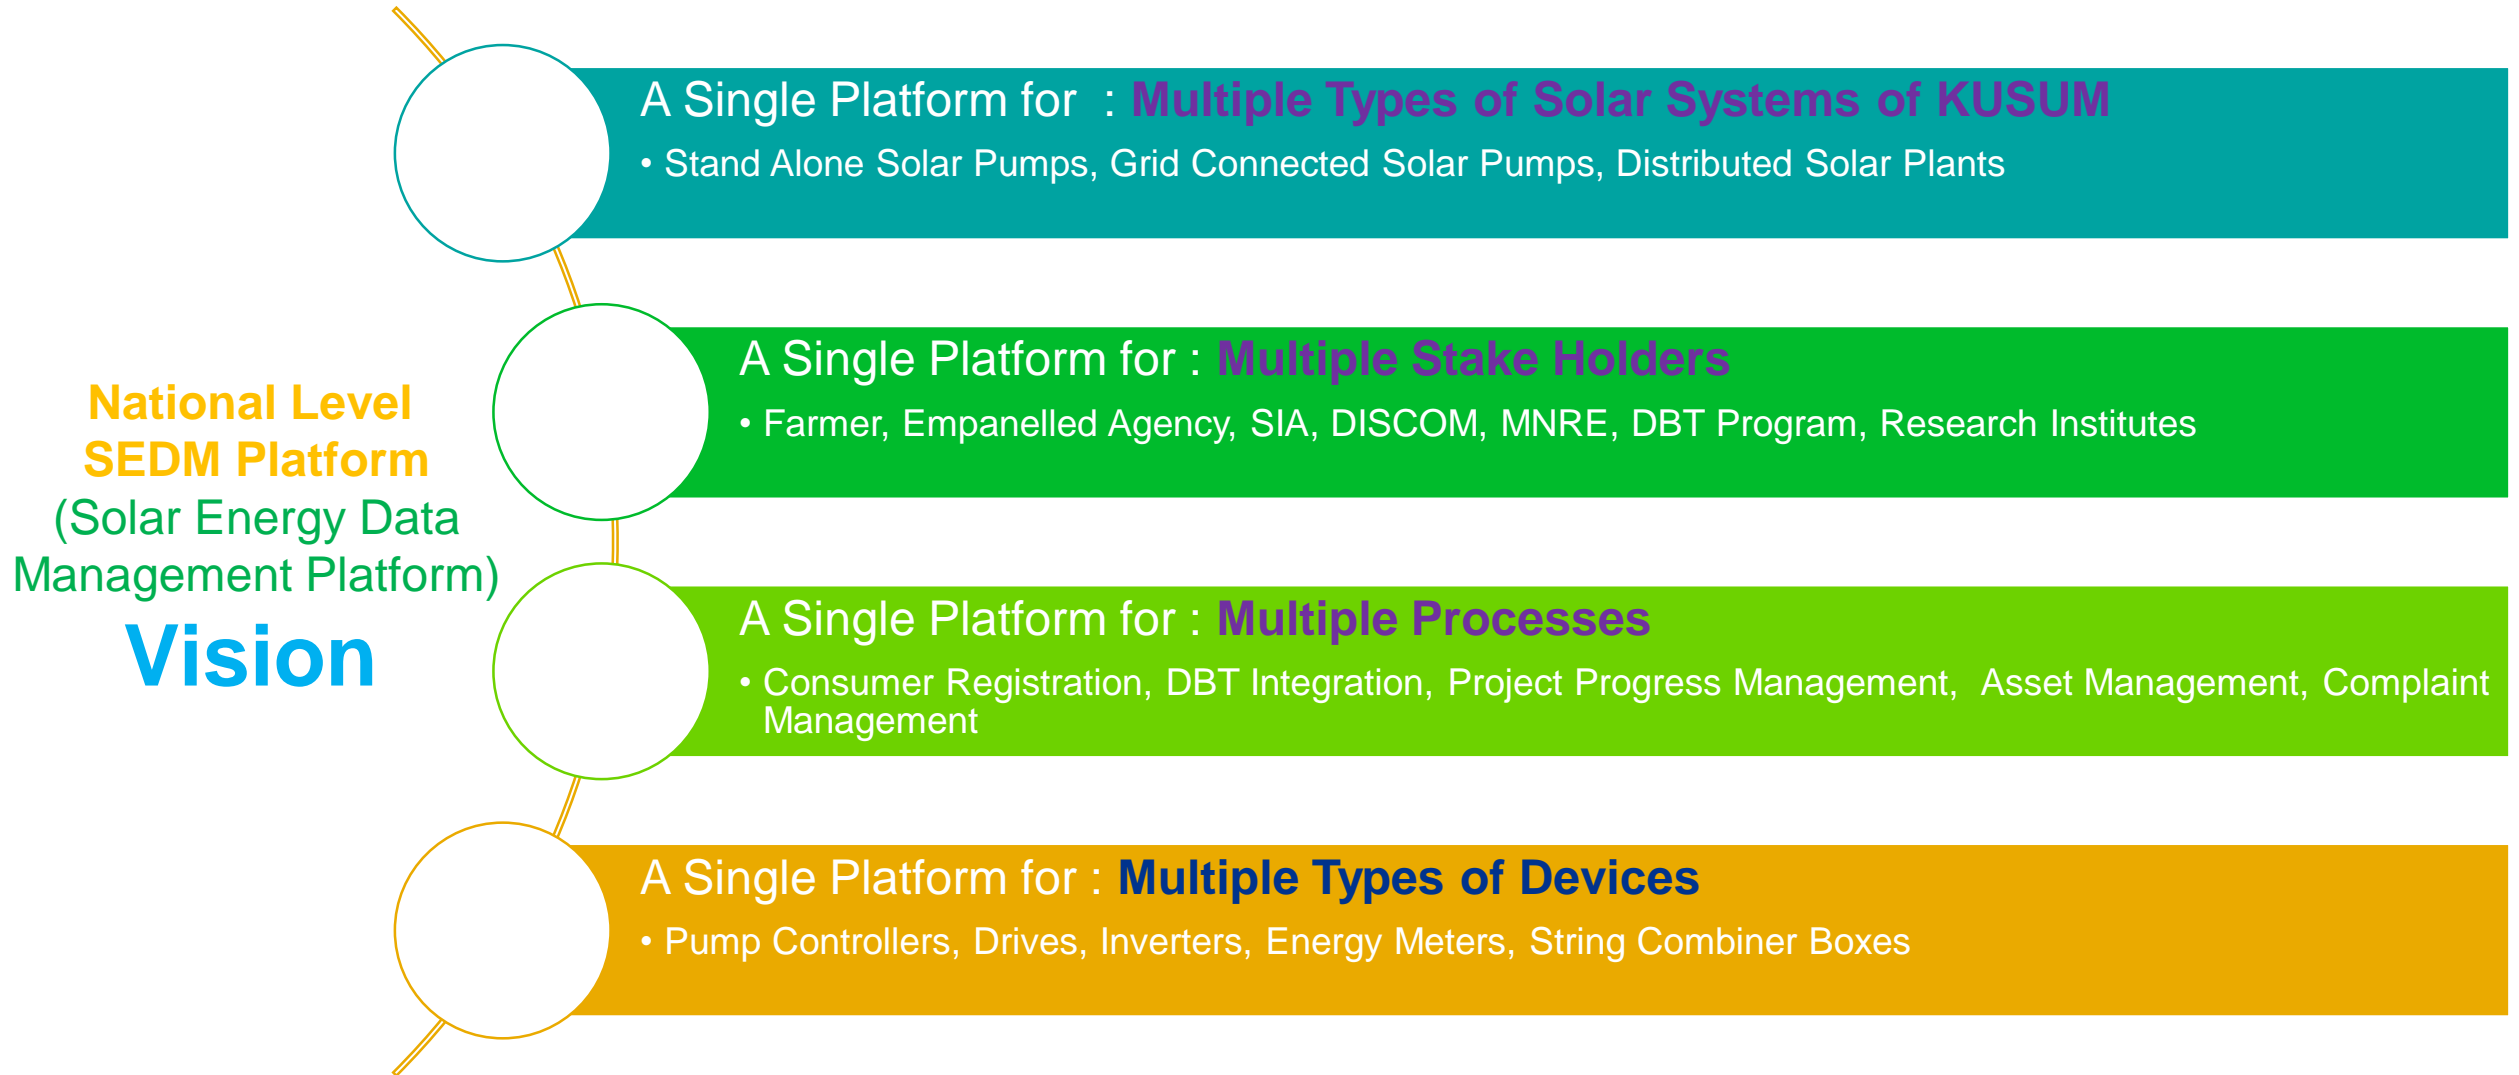 National Level
SEDM Platform
(Solar Energy Data
Management Platform)
Vision
A Single Platform for : Multiple Types of Solar Systems of KUSUM
• Stand Alone Solar Pumps, Grid Connected Solar Pumps, Distributed Solar Plants
A Single Platform for : Multiple Stake Holders
• Farmer, Empanelled Agency, SIA, DISCOM, MNRE, DBT Program, Research Institutes
A Single Platform for : Multiple Processes
• Consumer Registration, DBT Integration, Project Progress Management, Asset Management, Complaint
Management
A Single Platform for : Multiple Types of Devices
• Pump Controllers, Drives, Inverters, Energy Meters, String Combiner Boxes